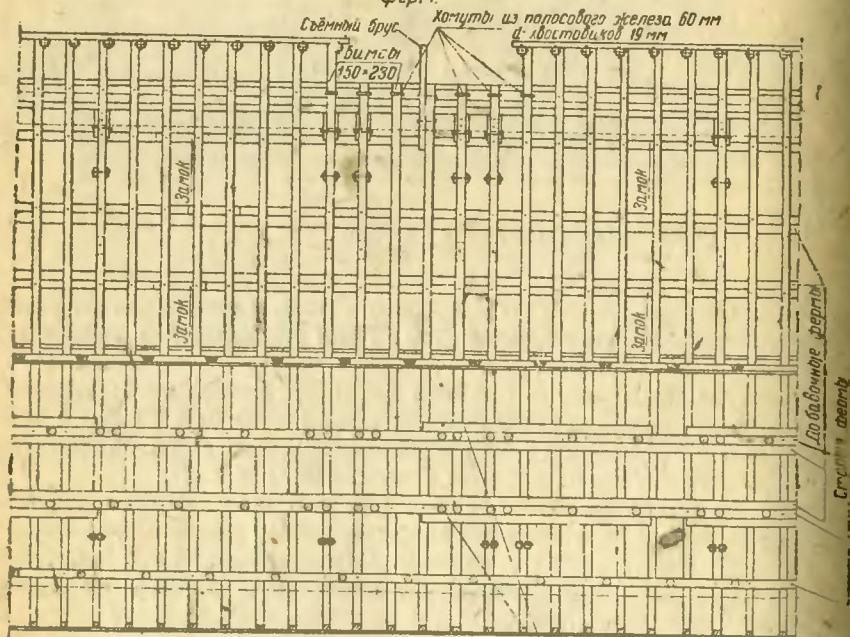 ферм.
Съёмный брус
Хомуты из полосового железа 60 мм
d-хвостовиков 19 мм
Бимсы
150×230
Замок
Замок
Замок
Замок
Добавочные фермы
фермы